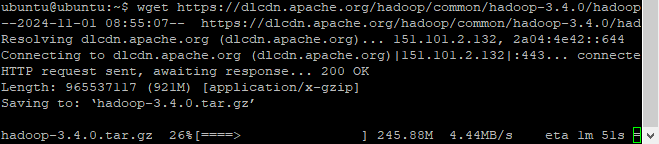 ubuntu@ubuntu:~$ wget https://dlcdn.apache.org/hadoop/common/hadoop-3.4.0/hadoop
--2024-11-01 08:55:07--  https://dlcdn.apache.org/hadoop/common/hadoop-3.4.0/had
Resolving dlcdn.apache.org (dlcdn.apache.org)... 151.101.2.132, 2a04:4e42::644
Connecting to dlcdn.apache.org (dlcdn.apache.org)|151.101.2.132|:443... connecte
HTTP request sent, awaiting response... 200 OK
Length: 965537117 (921M) [application/x-gzip]
Saving to: ‘hadoop-3.4.0.tar.gz’
hadoop-3.4.0.tar.gz  26%[====>                ] 245.88M  4.44MB/s    eta 1m 51s =